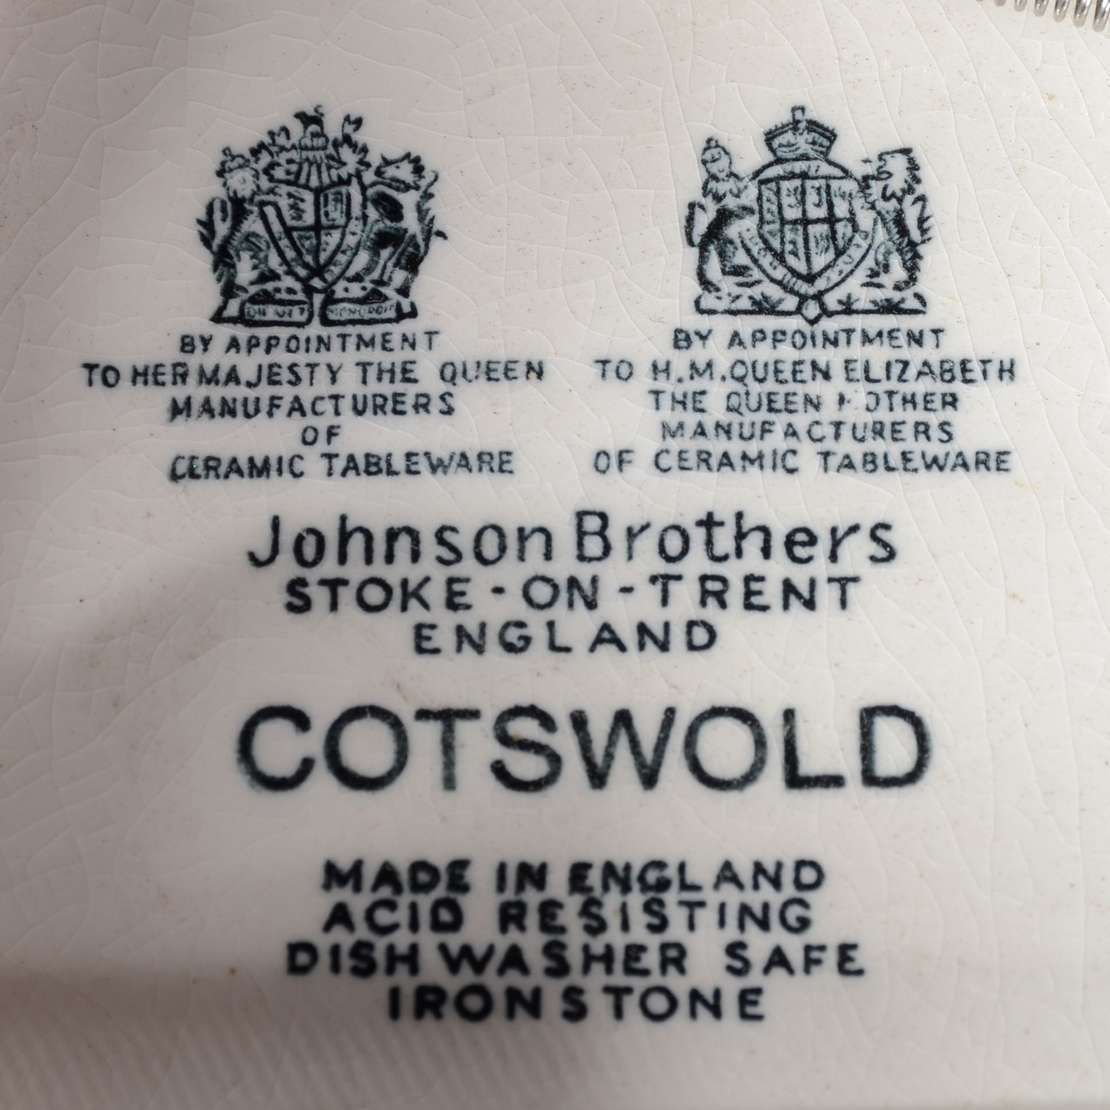 BY APPOINTMENT
TO HER MAJESTY THE QUEEN
MANUFACTURERS
OF
CERAMIC TABLEWARE
BY APPOINTMENT
TO H.M. QUEEN ELIZABETH
THE QUEEN MOTHER
MANUFACTURERS
OF CERAMIC TABLEWARE
Johnson Brothers
STOKE-ON-TRENT
ENGLAND
COTSWOLD
MADE IN ENGLAND
ACID RESISTING
DISH WASHER SAFE
IRONSTONE